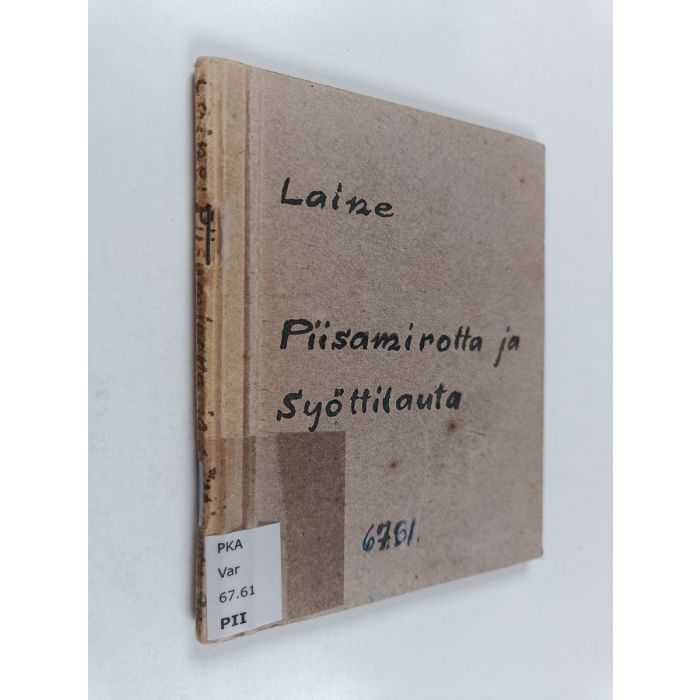 Laine
Piisamirotta ja
Syöttilauta
67.61.
PKA
Var
67.61
PII